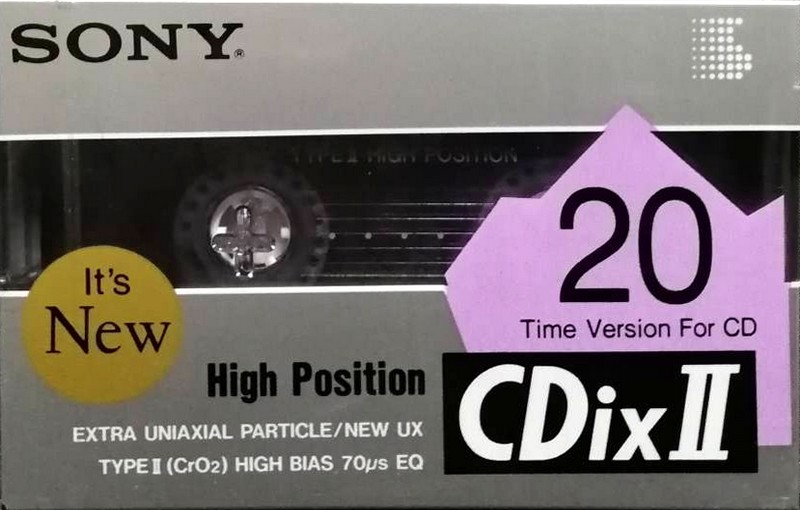 SONY®
TYPE II HIGH POSITION
It's
New
20
Time Version For CD
High Position
EXTRA UNIAXIAL PARTICLE/NEW UX
TYPE II (CrO2) HIGH BIAS 70µs EQ
CDix II